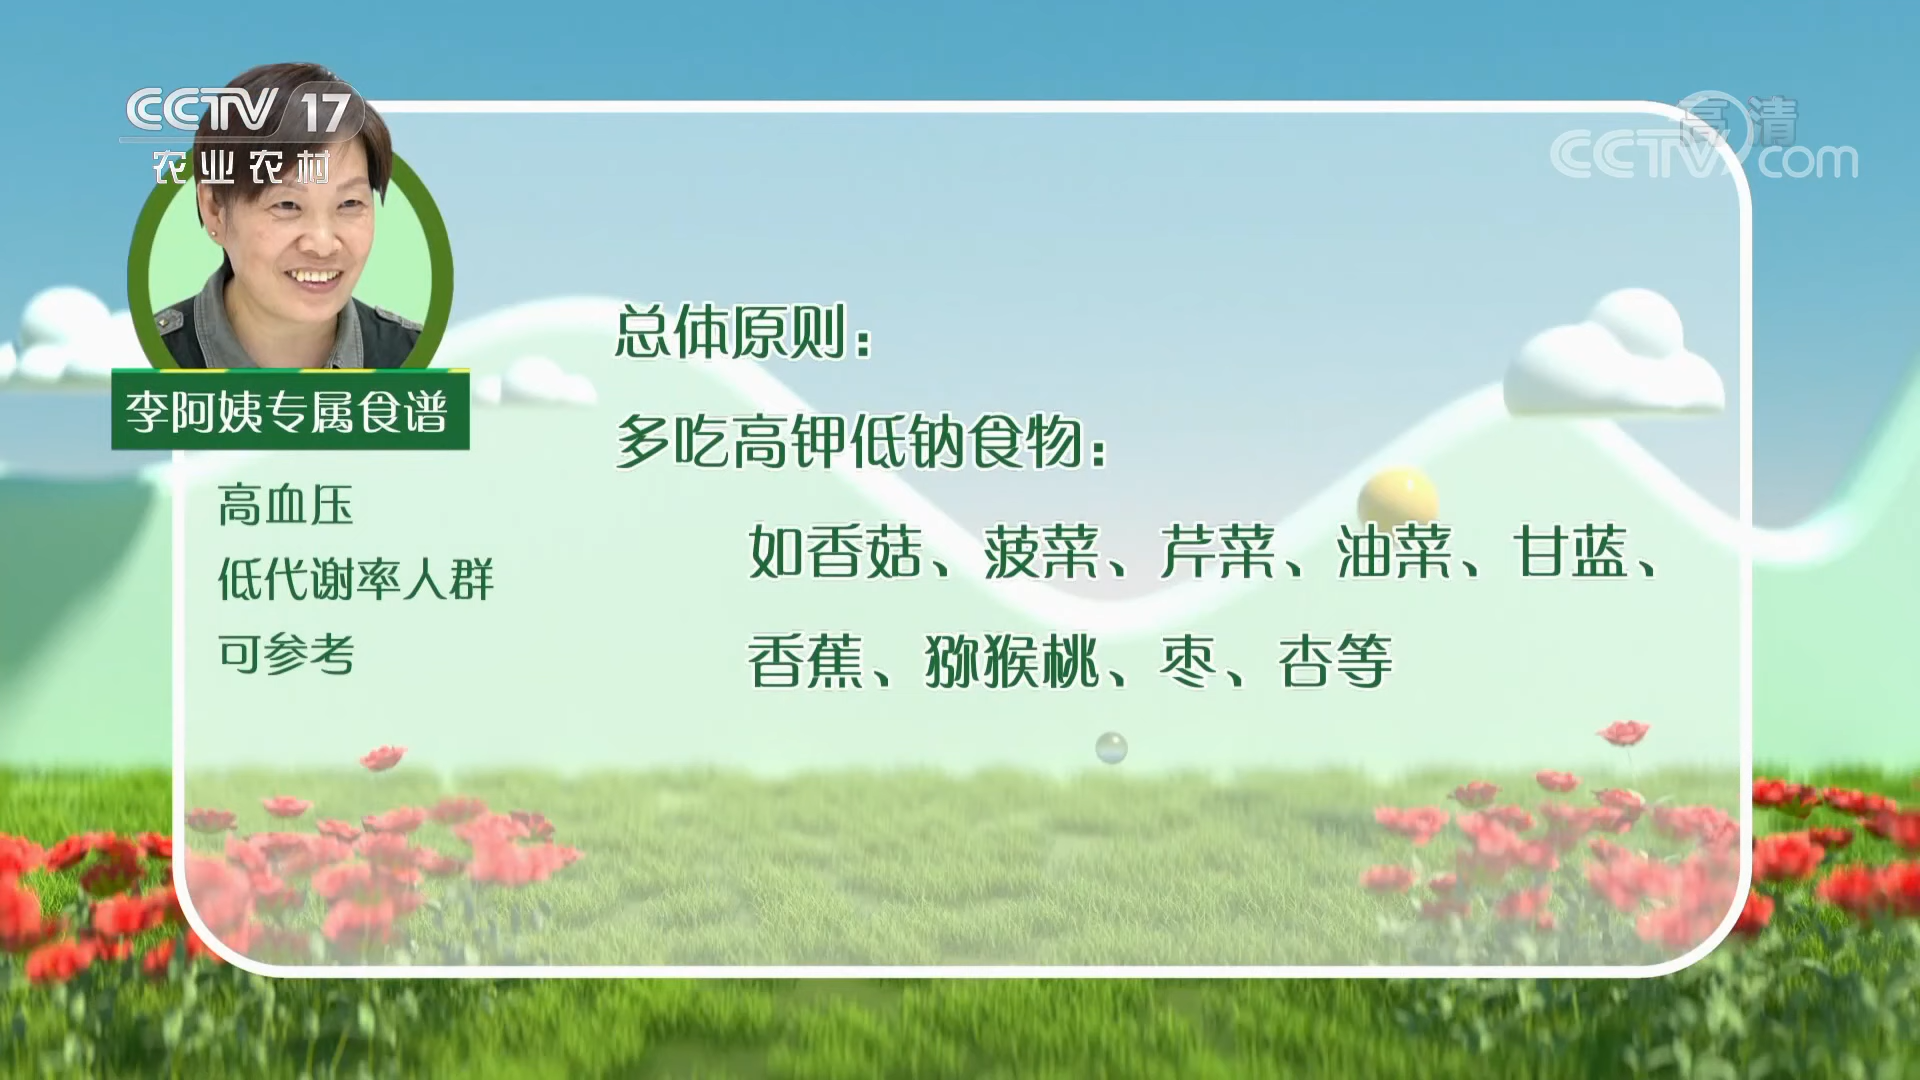 CCTV 17
农业农村
高清
CCTV.com
李阿姨专属食谱
高血压
低代谢率人群
可参考
总体原则：
多吃高钾低钠食物：
如香菇、菠菜、芹菜、油菜、甘蓝、
香蕉、猕猴桃、枣、杏等